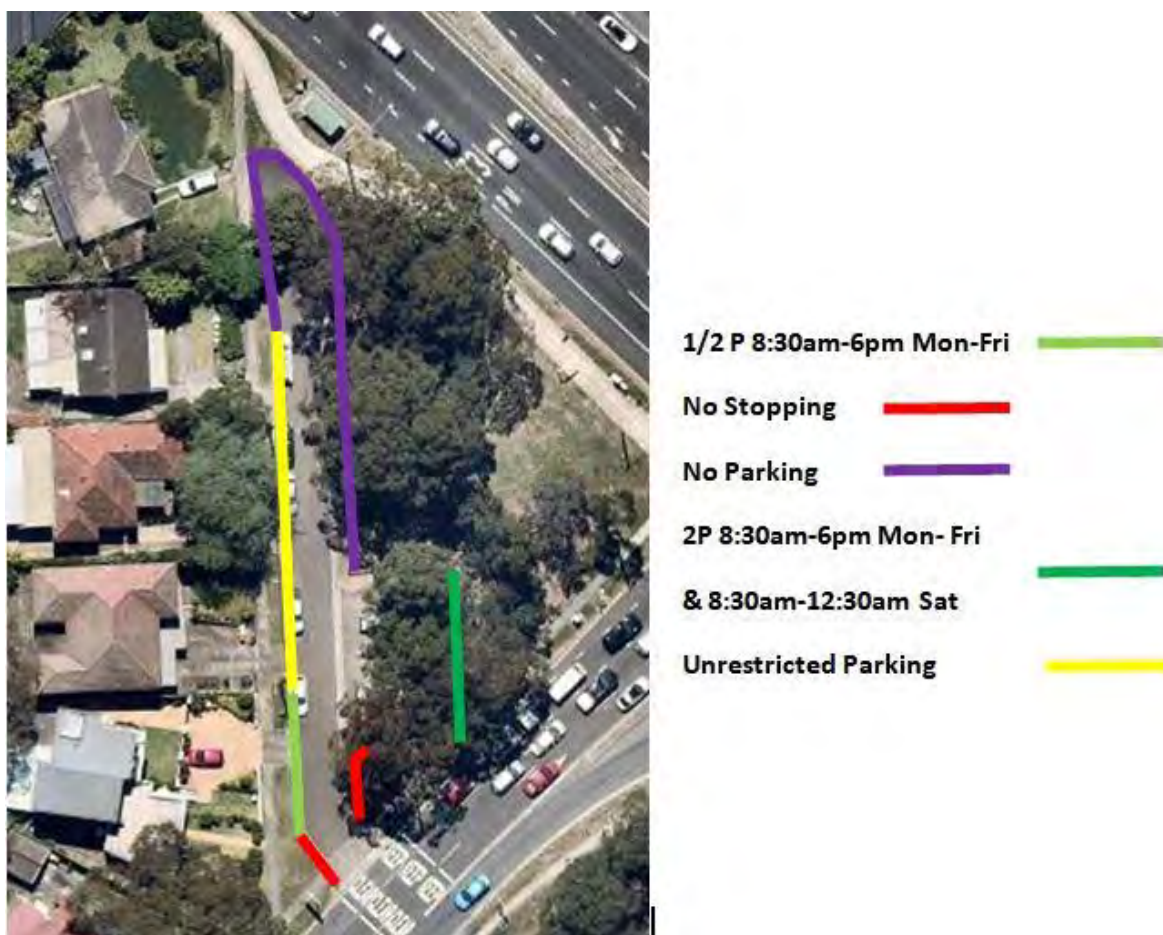 1/2 P 8:30am-6pm Mon-Fri
No Stopping
No Parking
2P 8:30am-6pm Mon- Fri
& 8:30am-12:30am Sat
Unrestricted Parking